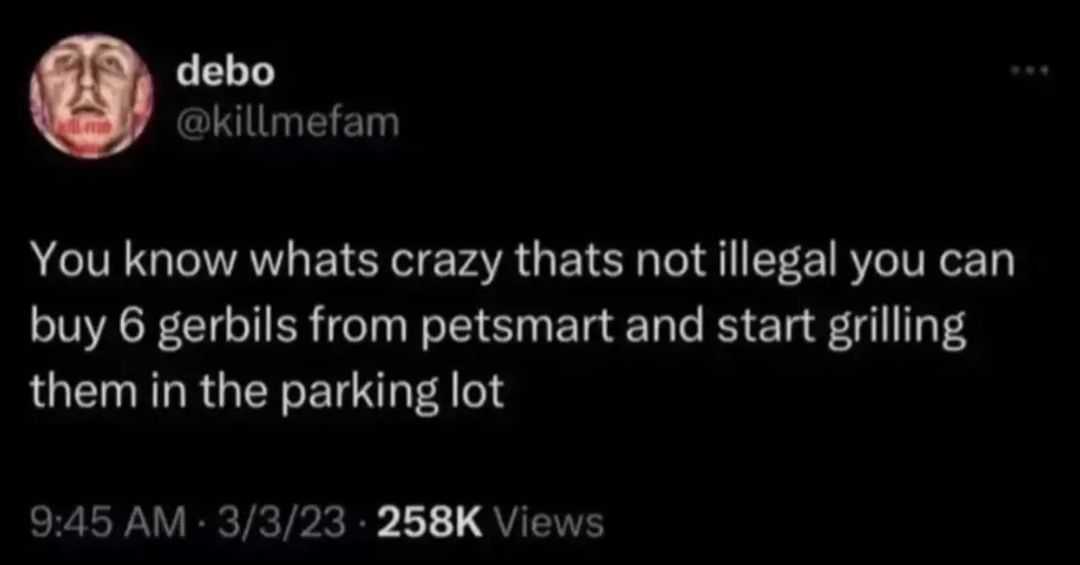 debo
@killmefam
You know whats crazy thats not illegal you can
buy 6 gerbils from petsmart and start grilling
them in the parking lot
9:45 AM · 3/3/23 · 258K Views